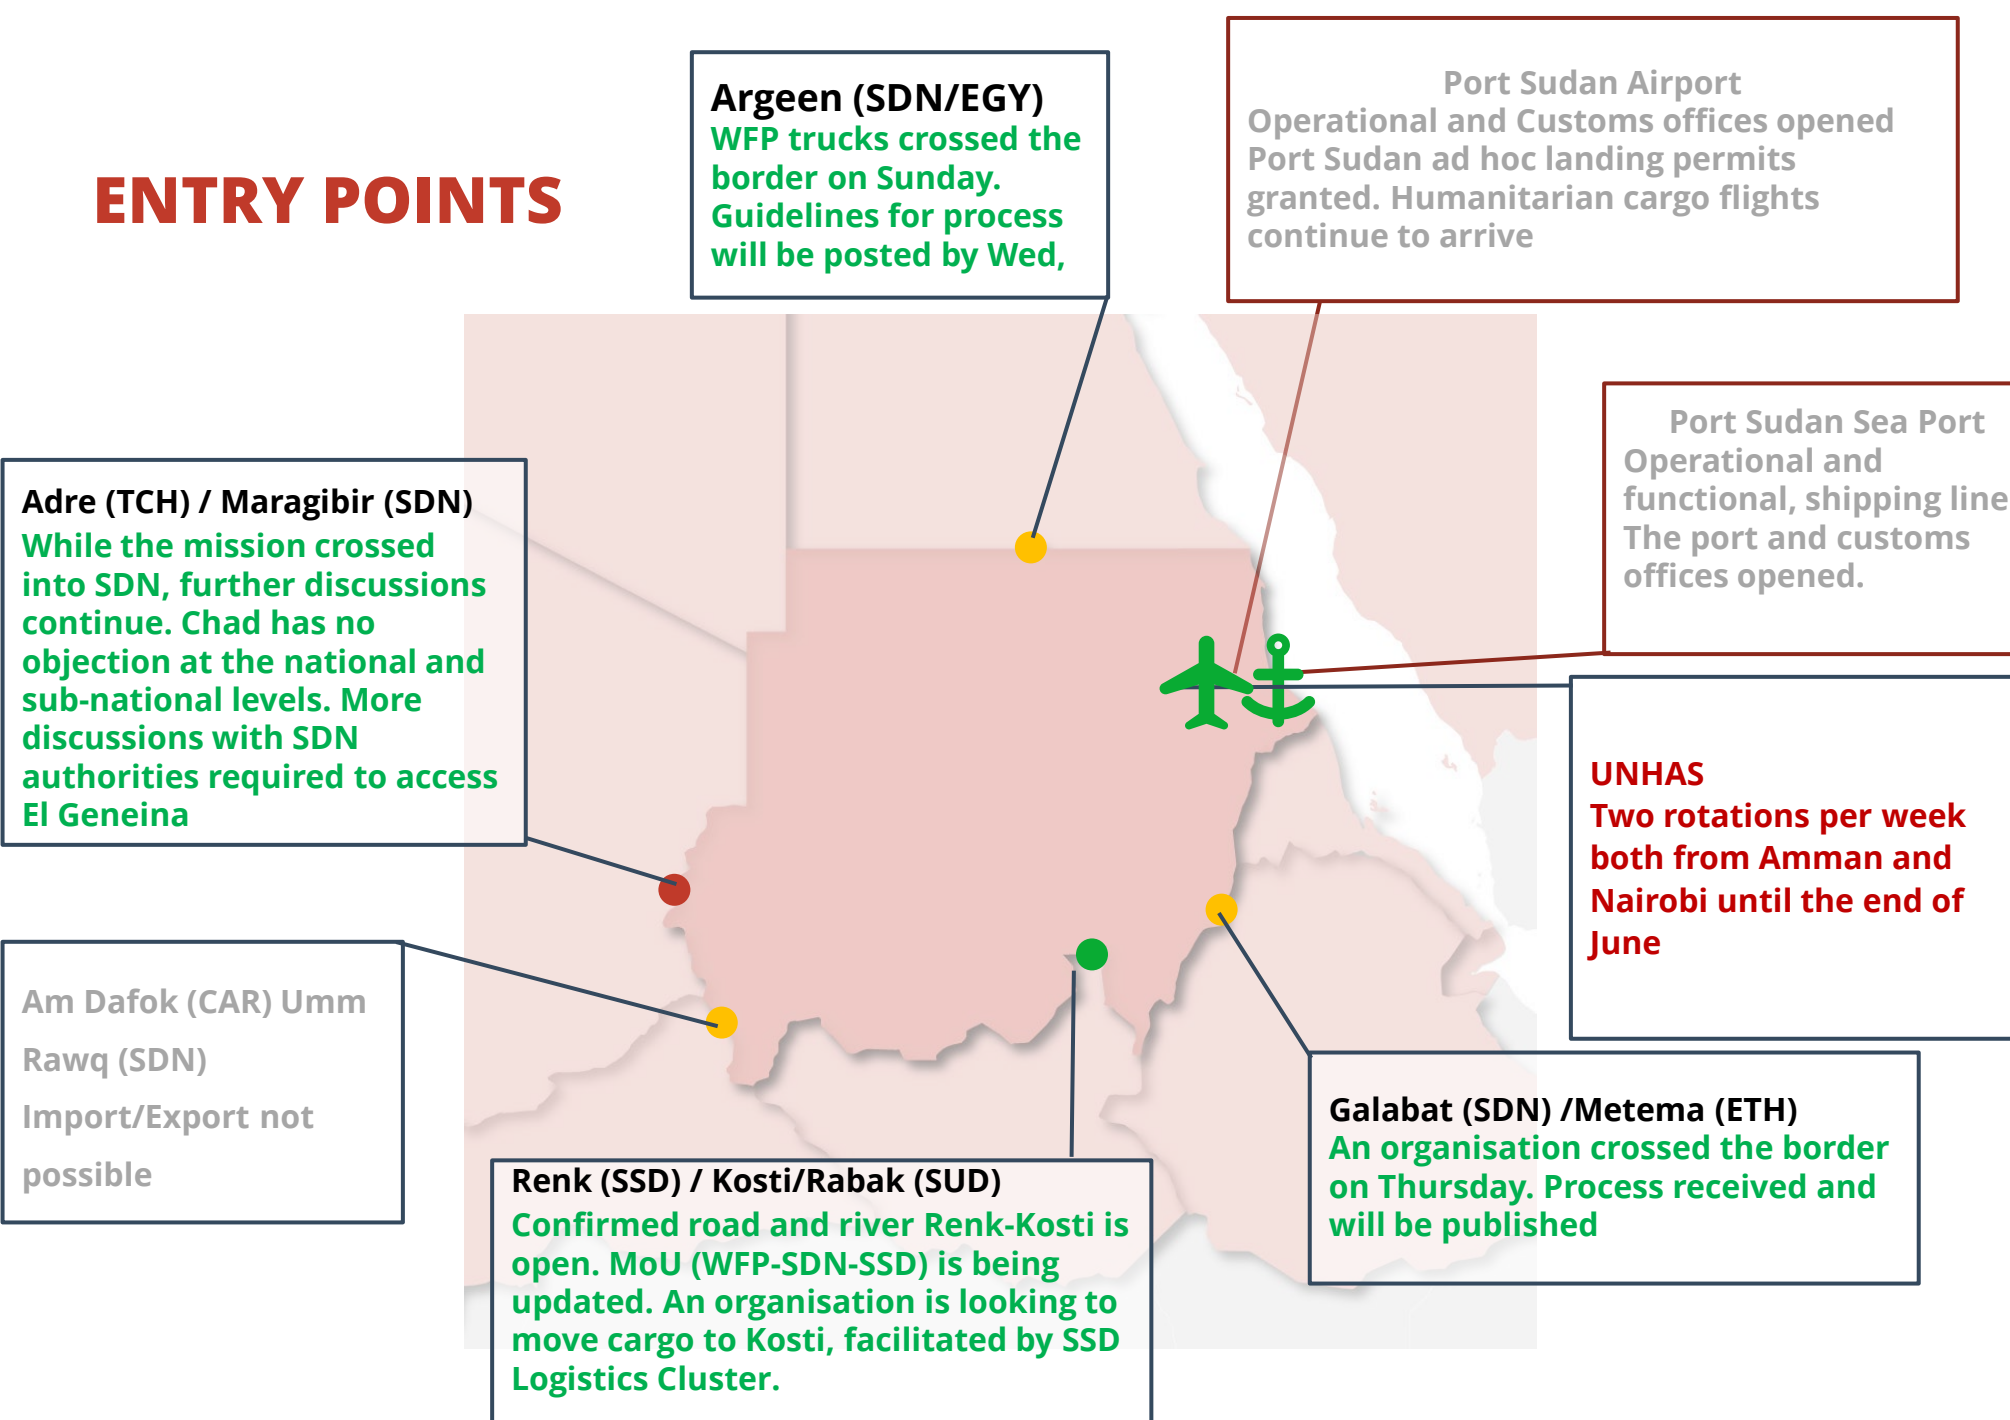 ENTRY POINTS
Argeen (SDN/EGY)
WFP trucks crossed the
border on Sunday.
Guidelines for process
will be posted by Wed,
Port Sudan Airport
Operational and Customs offices opened
Port Sudan ad hoc landing permits
granted. Humanitarian cargo flights
continue to arrive
Port Sudan Sea Port
Operational and
functional, shipping line
The port and customs
offices opened.
Adre (TCH) / Maragibir (SDN)
While the mission crossed
into SDN, further discussions
continue. Chad has no
objection at the national and
sub-national levels. More
discussions with SDN
authorities required to access
El Geneina
UNHAS
Two rotations per week
both from Amman and
Nairobi until the end of
June
Am Dafok (CAR) Umm
Rawq (SDN)
Import/Export not
possible
Galabat (SDN) /Metema (ETH)
An organisation crossed the border
on Thursday. Process received and
will be published
Renk (SSD) / Kosti/Rabak (SUD)
Confirmed road and river Renk-Kosti is
open. MoU (WFP-SDN-SSD) is being
updated. An organisation is looking to
move cargo to Kosti, facilitated by SSD
Logistics Cluster.